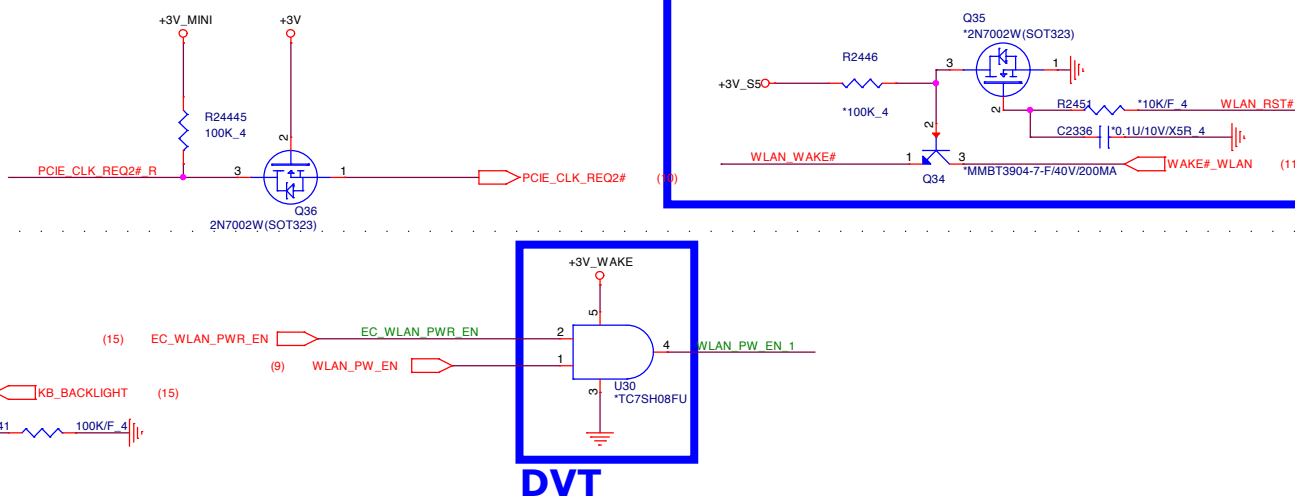 +3V_MINI
+3V
R24445
100K_4
2
PCIE_CLK_REQ2#_R
3
1
PCIE_CLK_REQ2#
(10)
Q36
2N7002W(SOT323)
Q35
*2N7002W(SOT323)
R2446
3
1
+3V_S5
*100K_4
2
R2451
*10K/F_4
WLAN_RST#
C2336
*0.1U/10V/X5R_4
2
WLAN_WAKE#
1
3
Q34
*MMBT3904-7-F/40V/200MA
WAKE#_WLAN
(11
+3V_WAKE
5
(15)
EC_WLAN_PWR_EN
EC_WLAN_PWR_EN
2
4
WLAN_PW_EN_1
(9)
WLAN_PW_EN
1
U30
*TC7SH08FU
3
KB_BACKLIGHT
(15)
41
100K/F_4
DVT